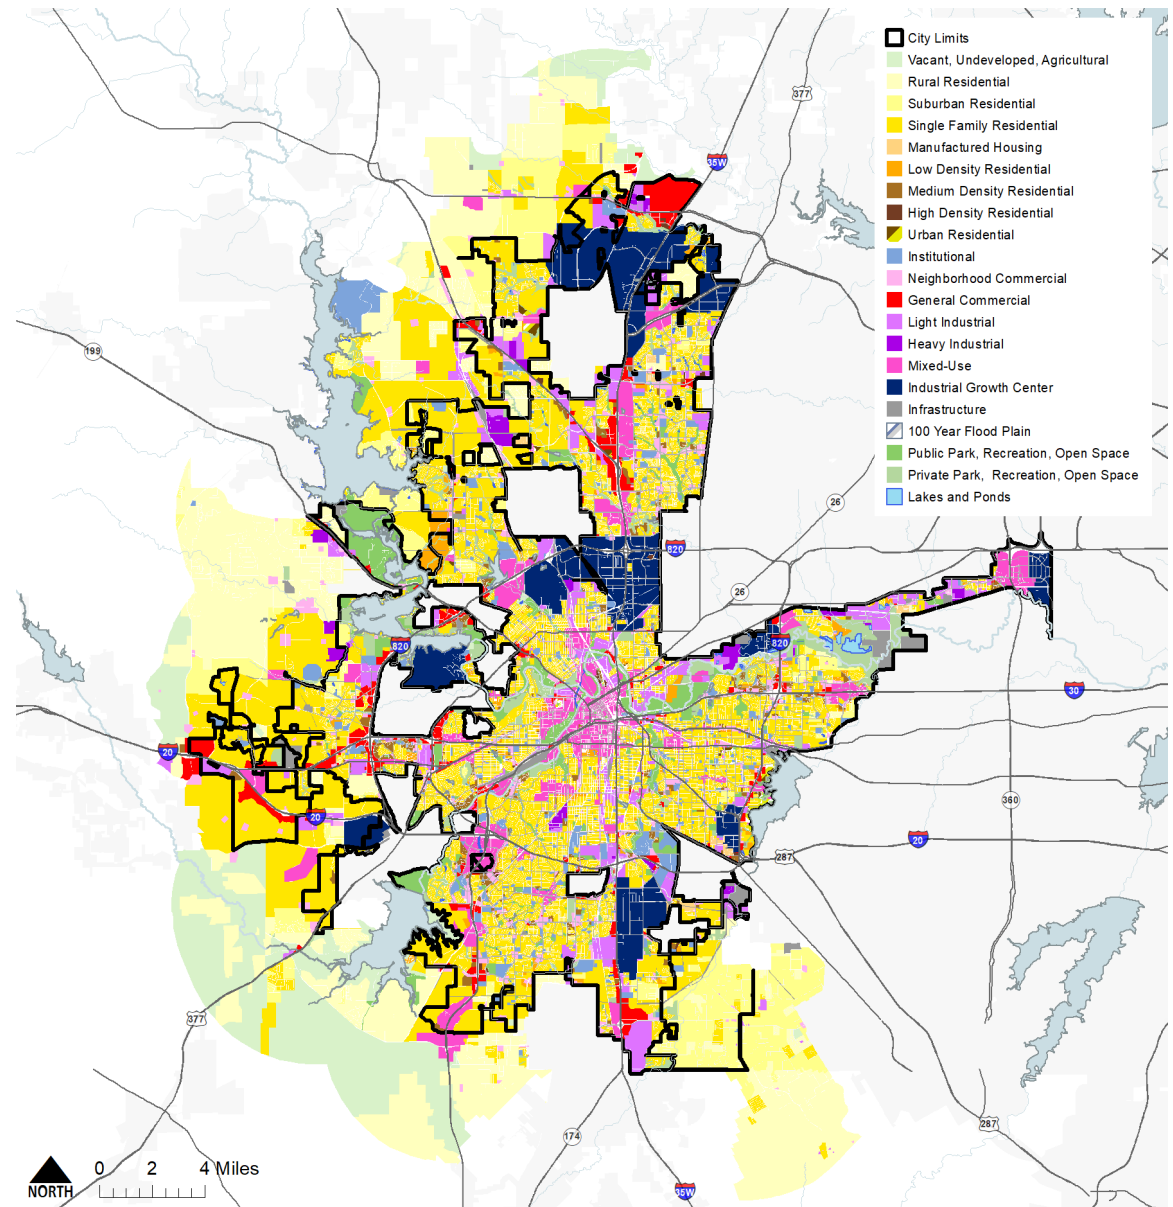 City Limits
Vacant, Undeveloped, Agricultural
Rural Residential
Suburban Residential
Single Family Residential
Manufactured Housing
Low Density Residential
Medium Density Residential
High Density Residential
Urban Residential
Institutional
Neighborhood Commercial
General Commercial
Light Industrial
Heavy Industrial
Mixed-Use
Industrial Growth Center
Infrastructure
100 Year Flood Plain
Public Park, Recreation, Open Space
Private Park, Recreation, Open Space
Lakes and Ponds
377
35W
199
26
820
26
820
820
30
20
20
360
20
287
377
287
174
35W
0 2 4 Miles
NORTH